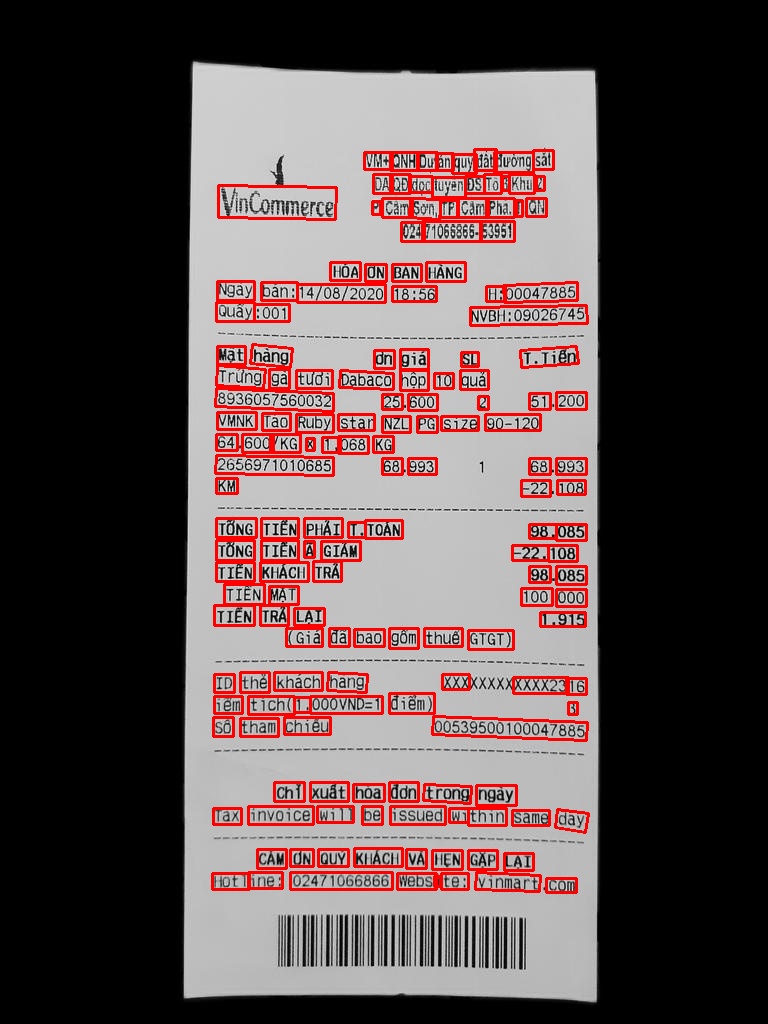 VinCommerce
VM+ QNH Dự án quỹ đất đường sắt
DA QĐ dọc tuyến ĐS Tổ Khu 2
P Cẩm Sơn, TP Cẩm Phả, QN
02471066866-53951
HÓA ĐƠN BÁN HÀNG
Ngày bán:14/08/2020 18:56 HĐ:00047885
Quầy:001 NVBH:09026745
Mặt hàng Đơn giá SL T.Tiền
Trứng gà tươi Dabaco hộp 10 quả
8936057560032 25.600 2 51.200
VMNK Táo Ruby star NZL PG size 90-120
64.600/KG x 1.068 KG
2656971010685 68.993 1 68.993
KM -22.108
TỔNG TIỀN PHẢI T.TOÁN 98.085
TỔNG TIỀN ĐÃ GIẢM -22.108
TIỀN KHÁCH TRẢ 98.085
TIỀN MẶT 100 000
TIỀN TRẢ LẠI 1.915
(Giá đã bao gồm thuế GTGT)
ID thẻ khách hàng XXXXXXXXXXXX2316
Điểm tích(1.000VND=1 điểm) 3
Số tham chiếu 00539500100047885
Chỉ xuất hóa đơn trong ngày
Tax invoice will be issued within same day
CẢM ƠN QUÝ KHÁCH VÀ HẸN GẶP LẠI
Hotline: 02471066866 Website: vinmart.com